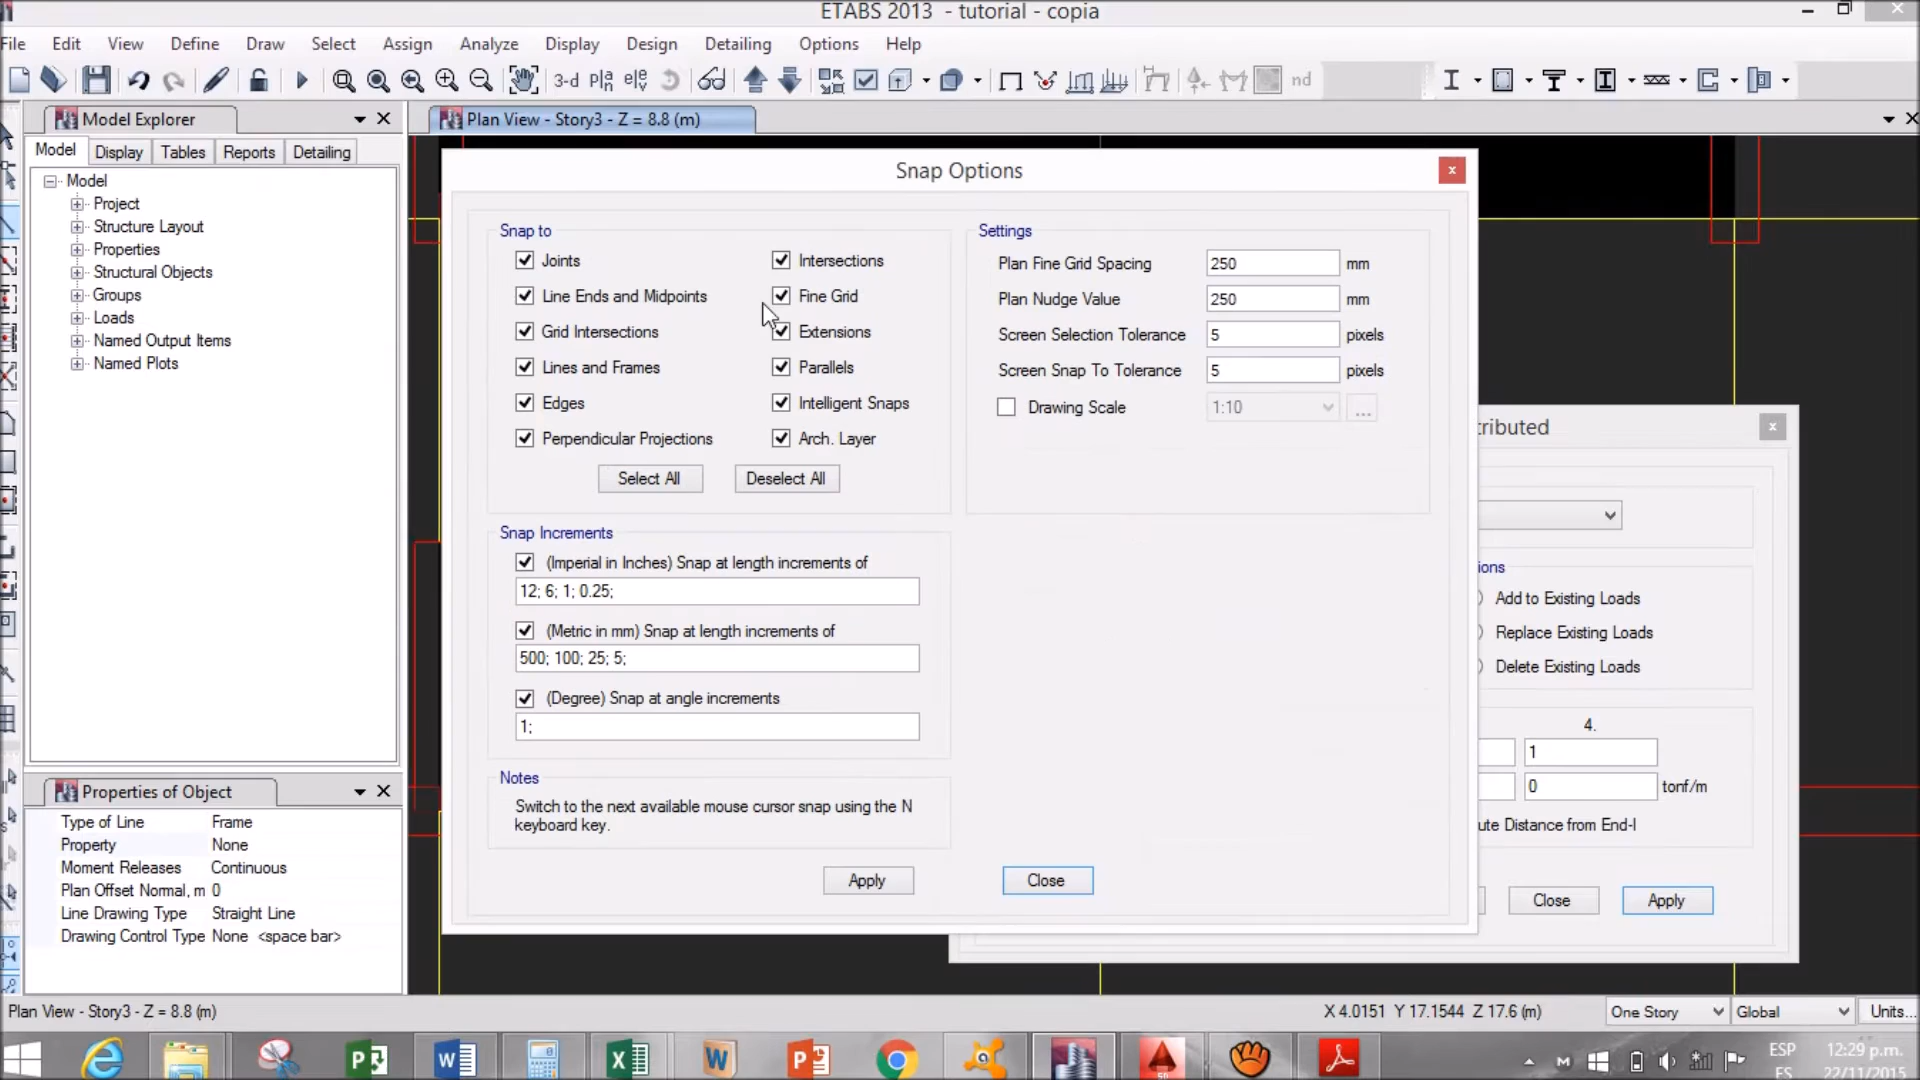 ETABS 2013 - tutorial - copia
File Edit View Define Draw Select Assign Analyze Display Design Detailing Options Help
3-d nd
Model Explorer
Plan View - Story3 - Z = 8.8 (m)
Model Display Tables Reports Detailing
Model
Project
Structure Layout
Properties
Structural Objects
Groups
Loads
Named Output Items
Named Plots
Snap Options
Snap to
Joints
Intersections
Line Ends and Midpoints
Fine Grid
Grid Intersections
Extensions
Lines and Frames
Parallels
Edges
Intelligent Snaps
Perpendicular Projections
Arch. Layer
Select All Deselect All
Settings
Plan Fine Grid Spacing 250 mm
Plan Nudge Value 250 mm
Screen Selection Tolerance 5 pixels
Screen Snap To Tolerance 5 pixels
Drawing Scale 1:10 ...
Snap Increments
(Imperial in Inches) Snap at length increments of
12; 6; 1; 0.25;
(Metric in mm) Snap at length increments of
500; 100; 25; 5;
(Degree) Snap at angle increments
1;
Notes
Switch to the next available mouse cursor snap using the N
keyboard key.
Apply Close
tributed
ions
Add to Existing Loads
Replace Existing Loads
Delete Existing Loads
4.
1
0 tonf/m
ute Distance from End-I
Close Apply
Properties of Object
Type of Line Frame
Property None
Moment Releases Continuous
Plan Offset Normal, m 0
Line Drawing Type Straight Line
Drawing Control Type None <space bar>
Plan View - Story3 - Z = 8.8 (m)
X 4.0151 Y 17.1544 Z 17.6 (m)
One Story Global Units...
ESP
ES
12:29 p.m.
22/11/2015